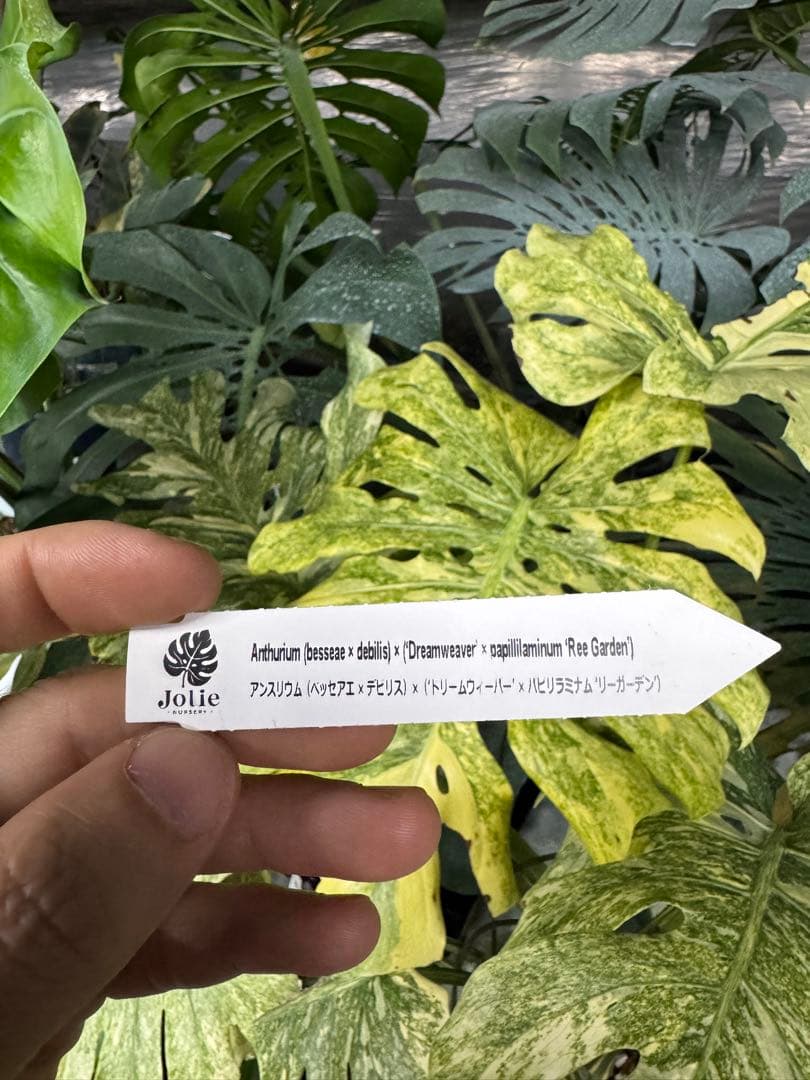 Anthurium (besseae × debilis) × (‘Dreamweaver’ × papillilaminum ‘Ree Garden’)
アンスリウム (ベッセアエ × デビリス) × (‘トリームウィーバー’ × ハピリラミナム ‘リーガーデン’)
Jolie
· NURSERY ·